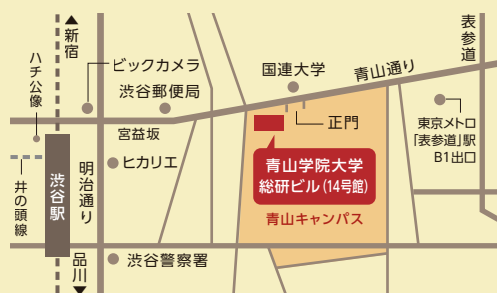 ▲新宿
ハチ公像
ビックカメラ
渋谷郵便局
国連大学
青山通り
表参道
宮益坂
正門
東京メトロ
「表参道」駅
B1出口
ヒカリエ
明治通り
渋谷駅
井の頭線
青山学院大学
総研ビル(14号館)
青山キャンパス
渋谷警察署
品川▼